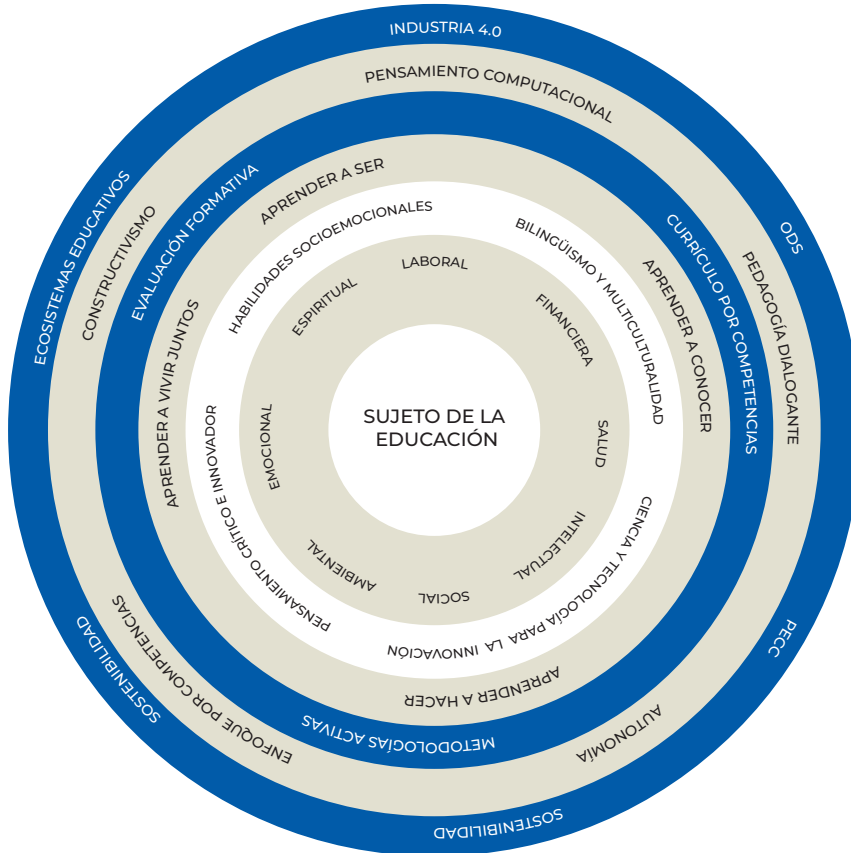 INDUSTRIA 4.0
ODS
PECC
SOSTENIBILIDAD
SOSTENIBILIDAD
ECOSISTEMAS EDUCATIVOS
PENSAMIENTO COMPUTACIONAL
PEDAGOGÍA DIALOGANTE
AUTONOMÍA
ENFOQUE POR COMPETENCIAS
CONSTRUCTIVISMO
CURRÍCULO POR COMPETENCIAS
METODOLOGÍAS ACTIVAS
EVALUACIÓN FORMATIVA
APRENDER A SER
APRENDER A CONOCER
APRENDER A HACER
APRENDER A VIVIR JUNTOS
HABILIDADES SOCIOEMOCIONALES
BILINGÜISMO Y MULTICULTURALIDAD
CIENCIA Y TECNOLOGÍA PARA LA INNOVACIÓN
PENSAMIENTO CRÍTICO E INNOVADOR
LABORAL
FINANCIERA
SALUD
INTELECTUAL
SOCIAL
AMBIENTAL
EMOCIONAL
ESPIRITUAL
SUJETO DE LA
EDUCACIÓN